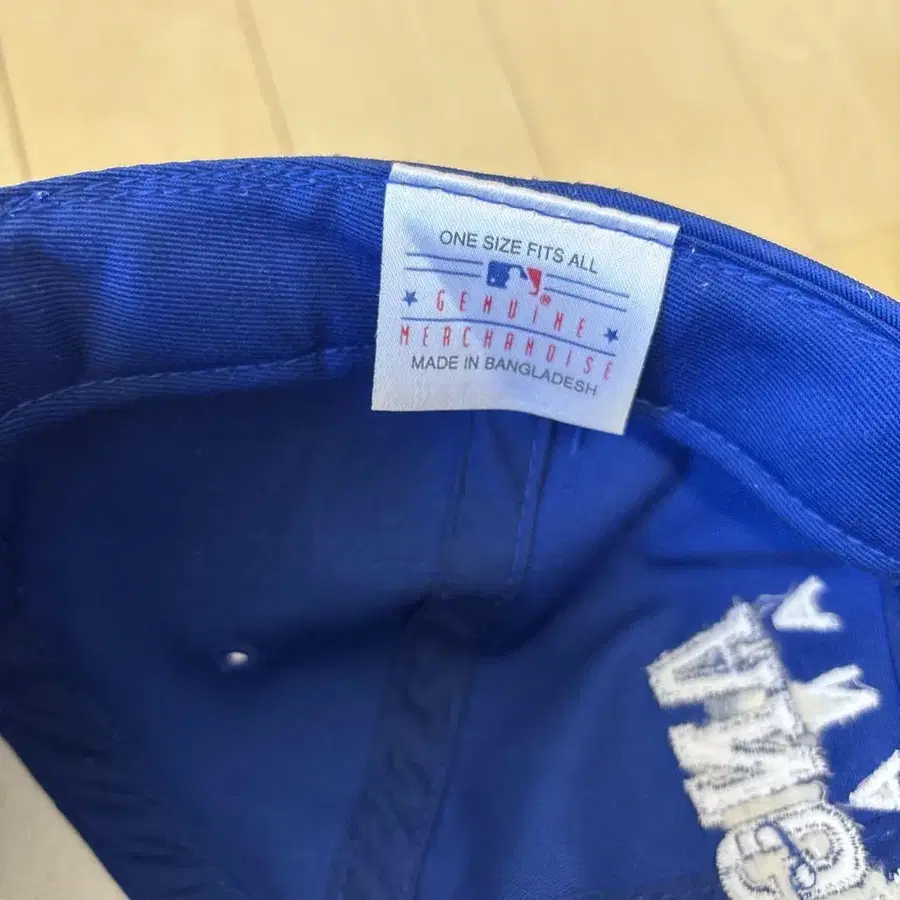 ONE SIZE FITS ALL
GENUINE
MERCHANDISE
MADE IN BANGLADESH